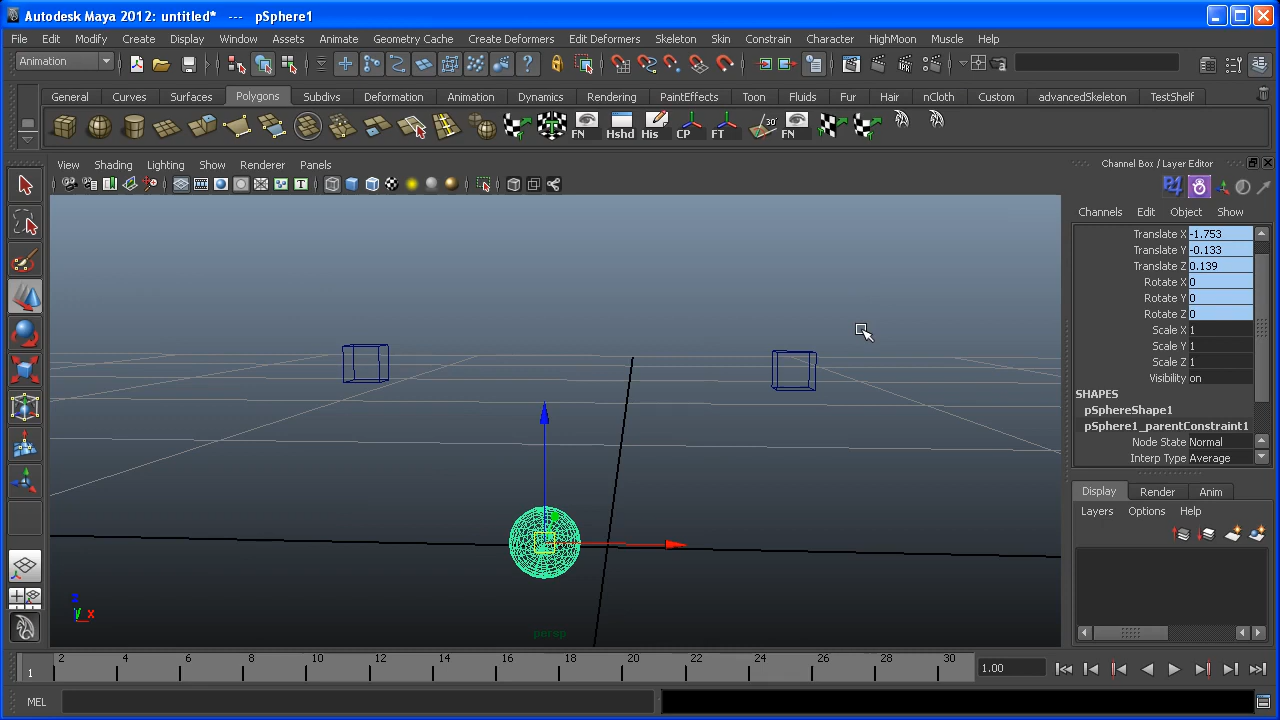 Autodesk Maya 2012: untitled*   ---   pSphere1
File Edit Modify Create Display Window Assets Animate Geometry Cache Create Deformers Edit Deformers Skeleton Skin Constrain Character HighMoon Muscle Help
Animation
General Curves Surfaces Polygons Subdivs Deformation Animation Dynamics Rendering PaintEffects Toon Fluids Fur Hair nCloth Custom advancedSkeleton TestShelf
FN Hshd His CP FT 30 FN
View Shading Lighting Show Renderer Panels
Channel Box / Layer Editor
Channels Edit Object Show
Translate X -1.753
Translate Y -0.133
Translate Z 0.139
Rotate X 0
Rotate Y 0
Rotate Z 0
Scale X 1
Scale Y 1
Scale Z 1
Visibility on
SHAPES
pSphereShape1
pSphere1_parentConstraint1
Node State Normal
Interp Type Average
Display Render Anim
Layers Options Help
z
y x
persp
1 2 4 6 8 10 12 14 16 18 20 22 24 26 28 30
1.00
MEL